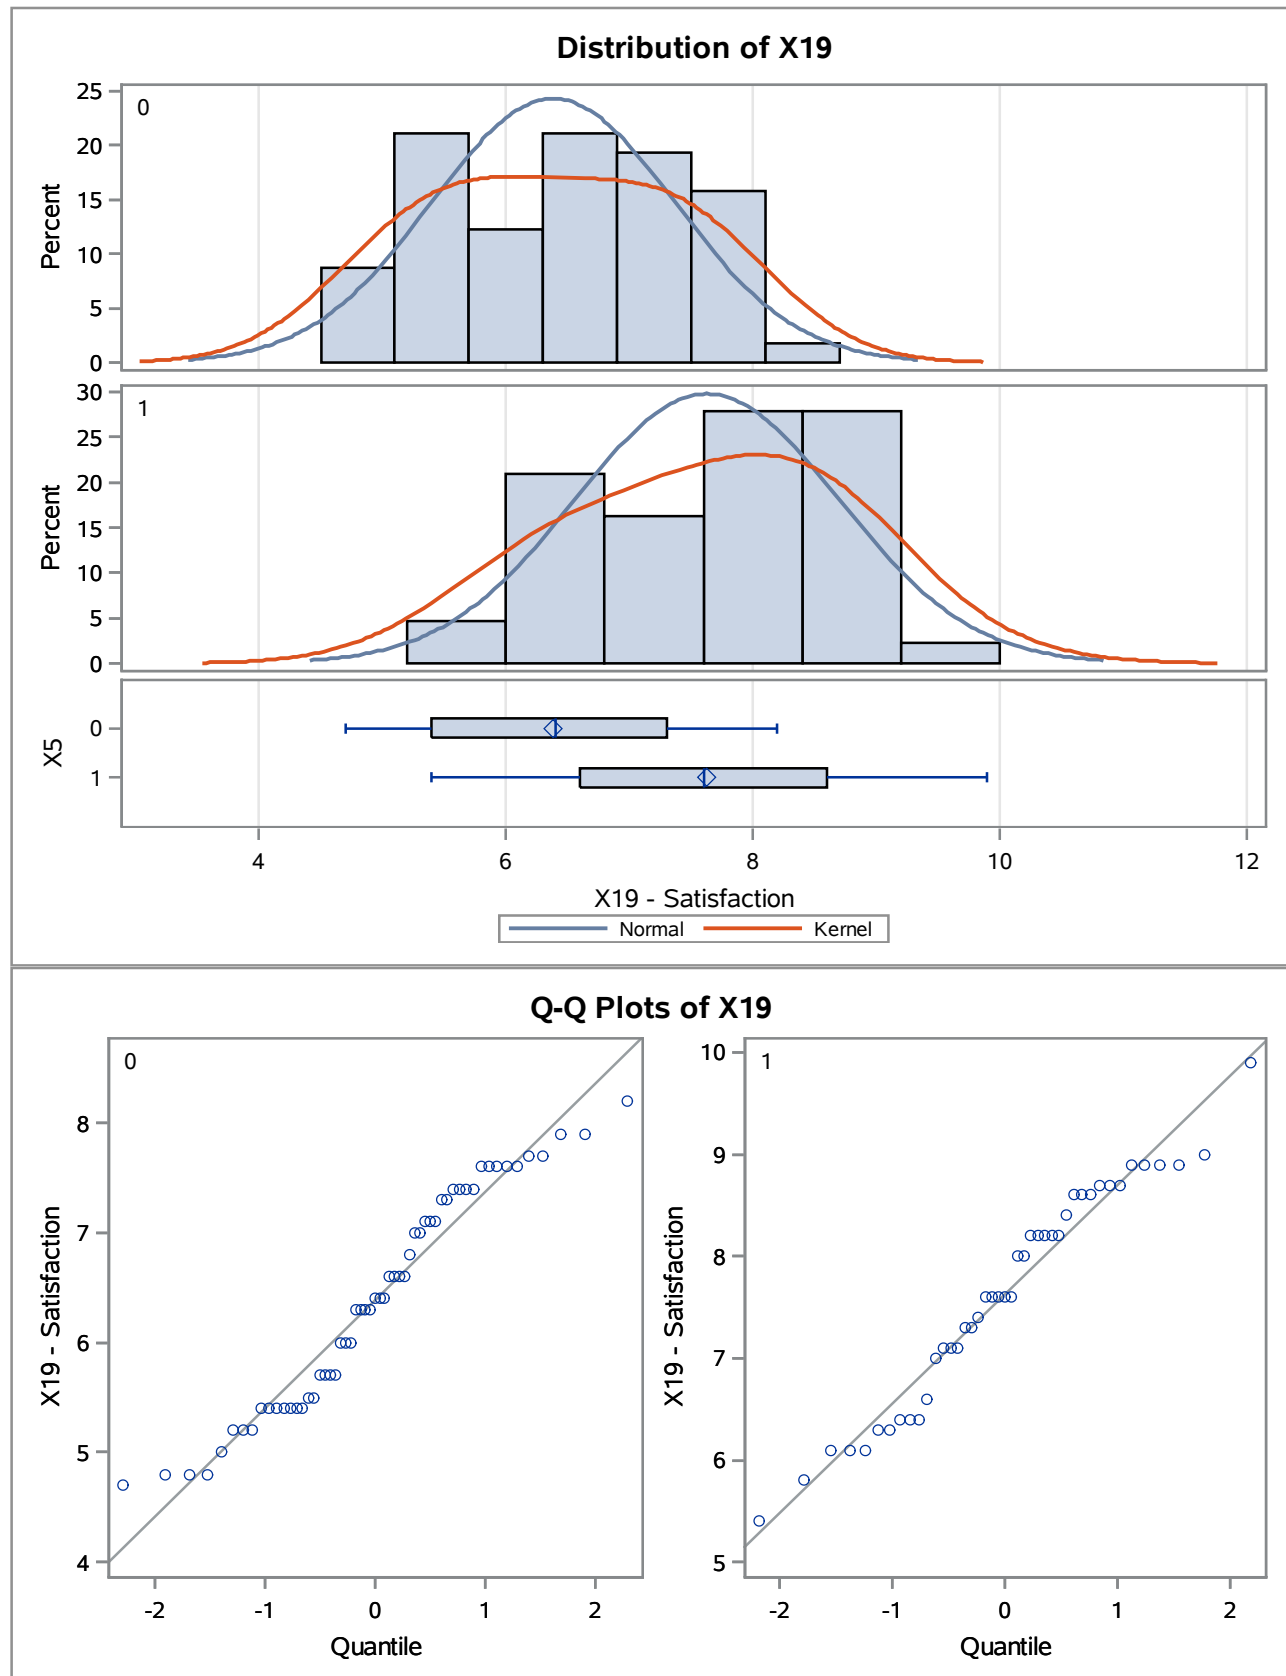 Distribution of X19
25
20
15
10
5
0
Percent
0
30
25
20
15
10
5
0
Percent
1
X5
0
1
4 6 8 10 12
X19 - Satisfaction
Normal Kernel
Q-Q Plots of X19
0
8
7
6
5
4
X19 - Satisfaction
-2 -1 0 1 2
Quantile
1
10
9
8
7
6
5
X19 - Satisfaction
-2 -1 0 1 2
Quantile